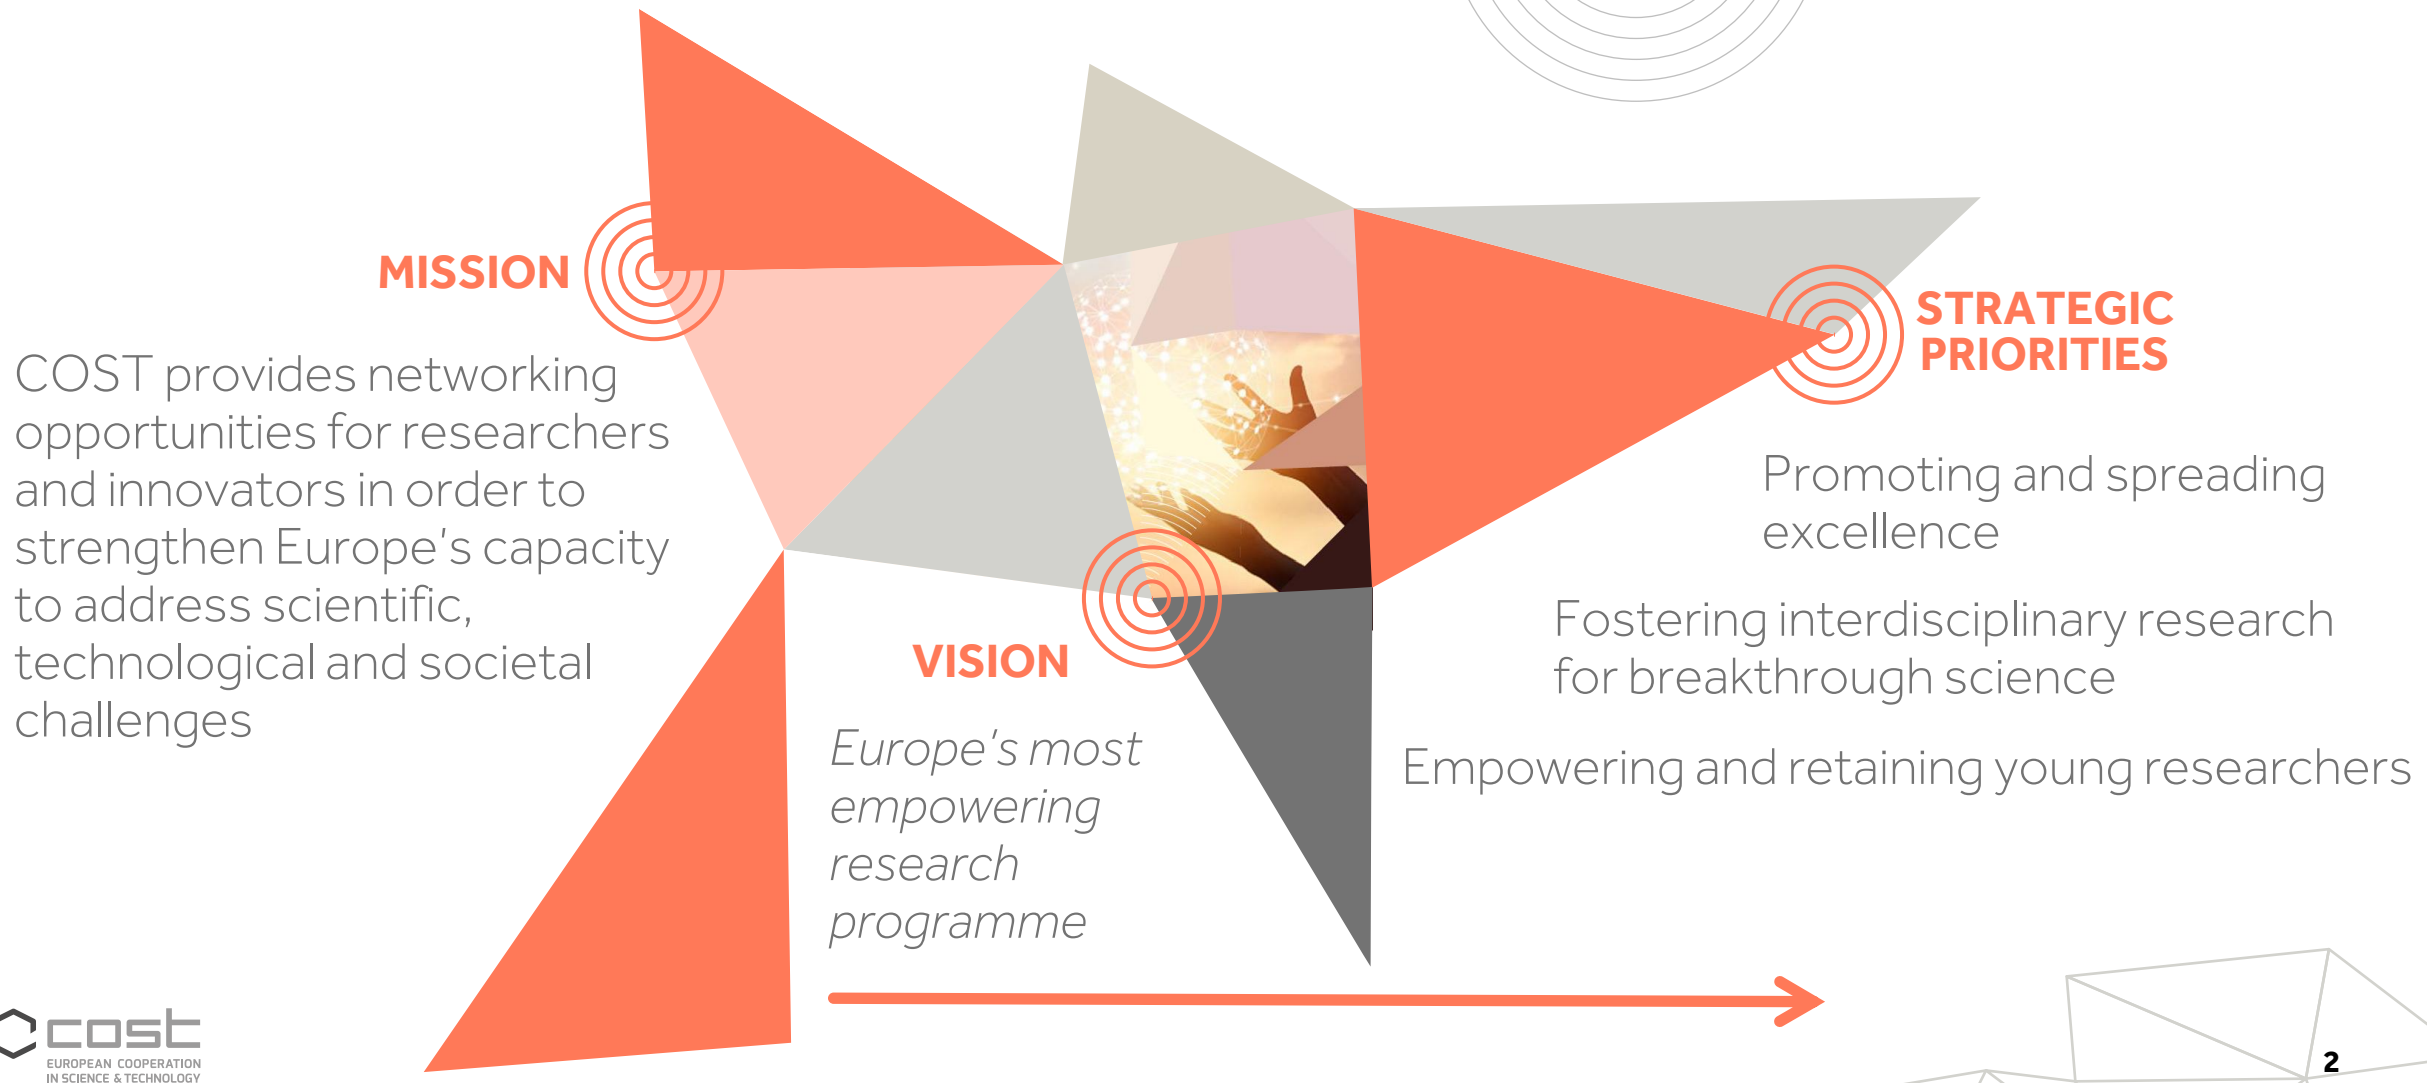 MISSION
COST provides networking
opportunities for researchers
and innovators in order to
strengthen Europe's capacity
to address scientific,
technological and societal
challenges
VISION
Europe's most
empowering
research
programme
STRATEGIC
PRIORITIES
Promoting and spreading
excellence
Fostering interdisciplinary research
for breakthrough science
Empowering and retaining young researchers
cost
EUROPEAN COOPERATION
IN SCIENCE & TECHNOLOGY
2